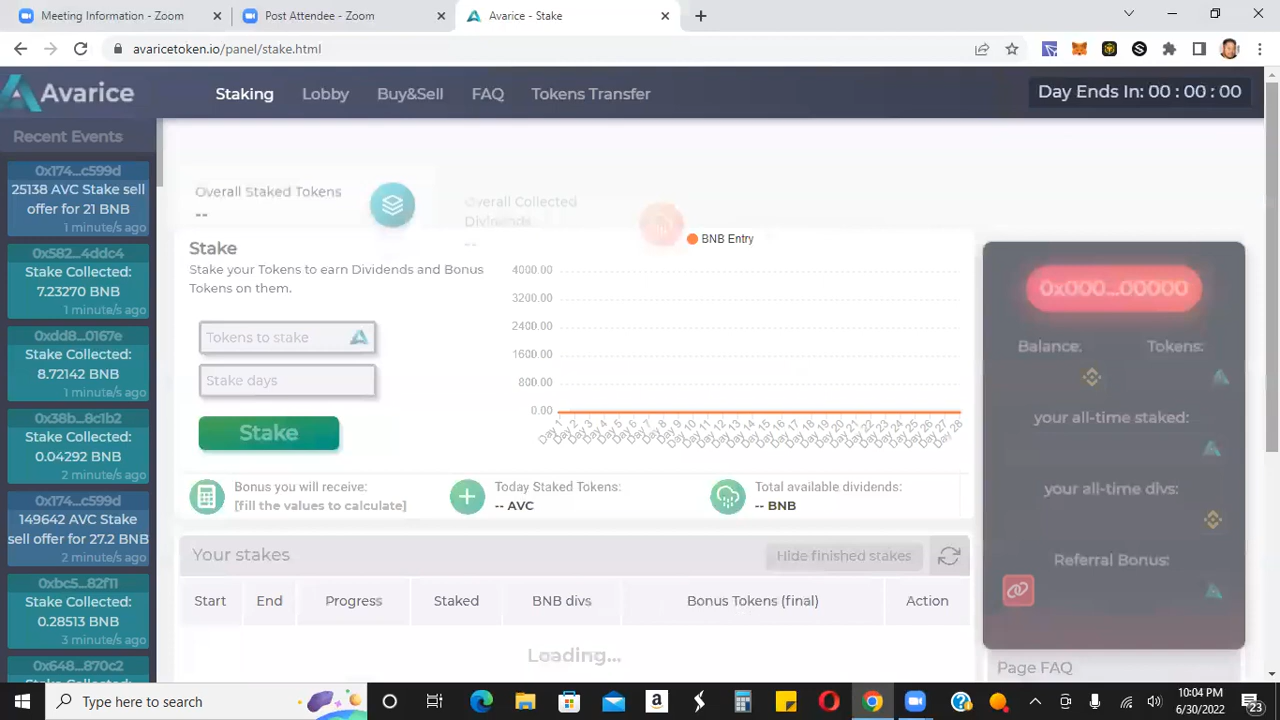 Meeting Information - Zoom
Post Attendee - Zoom
Avarice - Stake
avaricetoken.io/panel/stake.html
Avarice
Staking
Lobby
Buy&Sell
FAQ
Tokens Transfer
Day Ends In: 00 : 00 : 00
Recent Events
0x174...c599d
25138 AVC Stake sell
offer for 21 BNB
1 minute/s ago
0x582...4ddc4
Stake Collected:
7.23270 BNB
1 minute/s ago
0xdd8...0167e
Stake Collected:
8.72142 BNB
1 minute/s ago
0x38b...8c1b2
Stake Collected:
0.04292 BNB
2 minute/s ago
0x174...c599d
149642 AVC Stake
sell offer for 27.2 BNB
2 minute/s ago
0xbc5...82f11
Stake Collected:
0.28513 BNB
3 minute/s ago
0x648...870c2
Overall Staked Tokens
--
Overall Collected
Dividends
--
Stake
Stake your Tokens to earn Dividends and Bonus
Tokens on them.
Tokens to stake
Stake days
Stake
BNB Entry
4000.00
3200.00
2400.00
1600.00
800.00
0.00
Day 1
Day 2
Day 3
Day 4
Day 5
Day 6
Day 7
Day 8
Day 9
Day 10
Day 11
Day 12
Day 13
Day 14
Day 15
Day 16
Day 17
Day 18
Day 19
Day 20
Day 21
Day 22
Day 23
Day 24
Day 25
Day 26
Day 27
Day 28
Bonus you will receive:
[fill the values to calculate]
Today Staked Tokens:
-- AVC
Total available dividends:
-- BNB
Your stakes
Hide finished stakes
Start
End
Progress
Staked
BNB divs
Bonus Tokens (final)
Action
Loading...
0x000...00000
Balance:
Tokens:
your all-time staked:
your all-time divs:
Referral Bonus:
Page FAQ
Type here to search
10:04 PM
6/30/2022
23